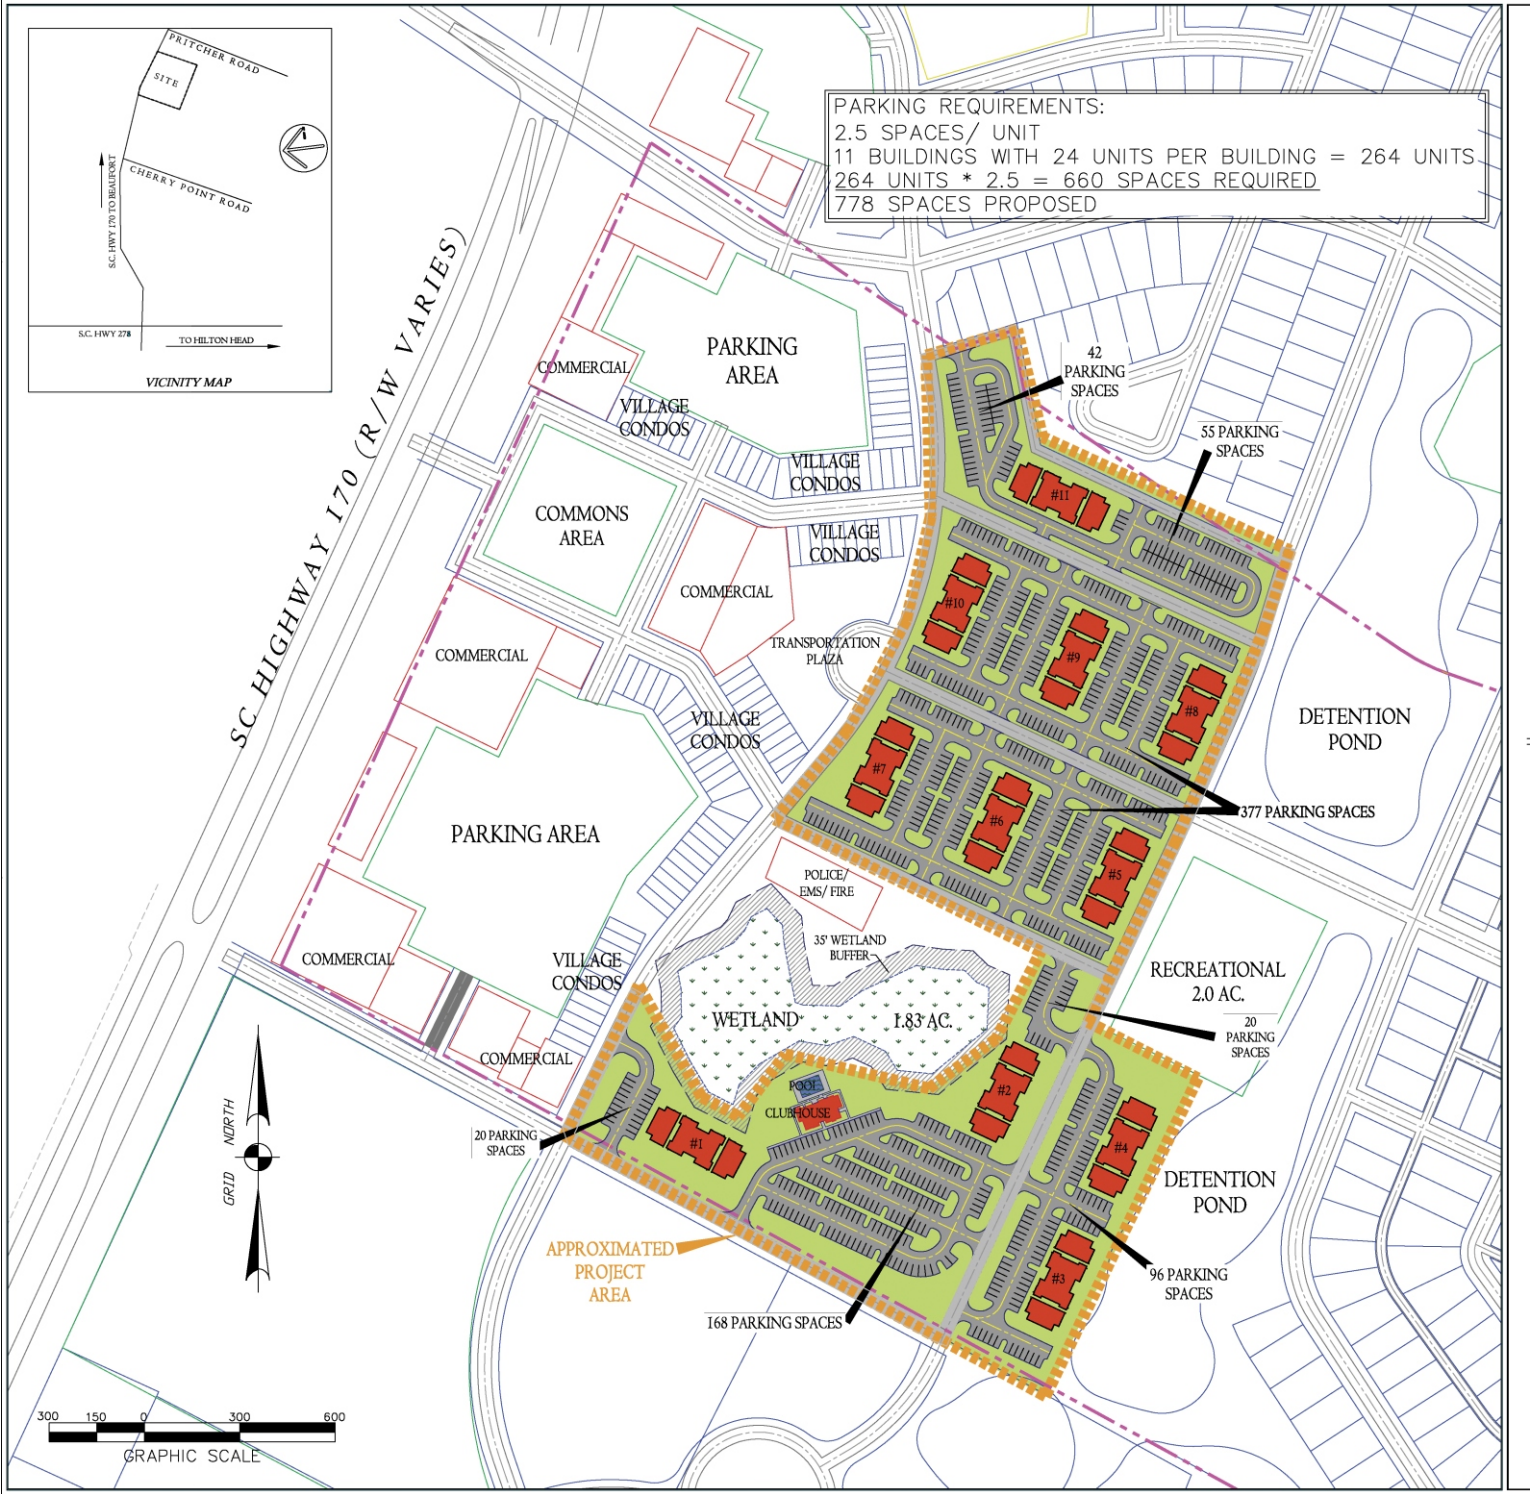 PRITCHER ROAD
SITE
CHERRY POINT ROAD
S.C. HWY 170 TO BEAUFORT
S.C. HWY 278
TO HILTON HEAD
VICINITY MAP
PARKING REQUIREMENTS:
2.5 SPACES/ UNIT
11 BUILDINGS WITH 24 UNITS PER BUILDING = 264 UNITS
264 UNITS * 2.5 = 660 SPACES REQUIRED
778 SPACES PROPOSED
S.C HIGHWAY 170 (R/W VARIES)
PARKING
AREA
COMMERCIAL
VILLAGE
CONDOS
42
PARKING
SPACES
55 PARKING
SPACES
VILLAGE
CONDOS
#11
COMMONS
AREA
VILLAGE
CONDOS
COMMERCIAL
#10
TRANSPORTATION
PLAZA
COMMERCIAL
#9
#8
VILLAGE
CONDOS
DETENTION
POND
#7
377 PARKING SPACES
#6
PARKING AREA
#5
POLICE/
EMS/ FIRE
35' WETLAND
BUFFER
COMMERCIAL
VILLAGE
CONDOS
RECREATIONAL
2.0 AC.
WETLAND
1.83 AC.
20
PARKING
SPACES
COMMERCIAL
POOL
CLUBHOUSE
#2
20 PARKING
SPACES
#1
#4
GRID NORTH
DETENTION
POND
APPROXIMATED
PROJECT
AREA
#3
96 PARKING
SPACES
168 PARKING SPACES
300 150 0 300 600
GRAPHIC SCALE